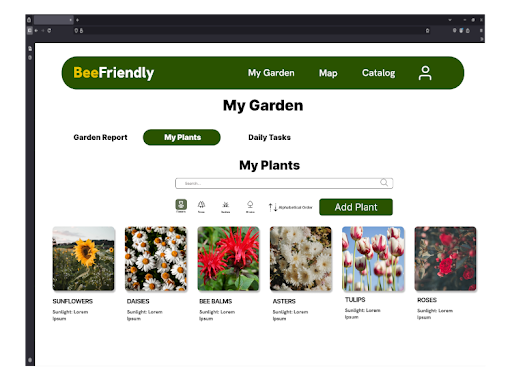 BeeFriendly
My Garden Map Catalog
My Garden
Garden Report My Plants Daily Tasks
My Plants
Search...
Flowers Alphabetical Order Add Plant
SUNFLOWERS DAISIES BEE BALMS ASTERS TULIPS ROSES
Sunlight: Lorem Sunlight: Lorem Sunlight: Lorem Sunlight: Lorem Sunlight: Lorem Sunlight: Lorem
Ipsum Ipsum Ipsum Ipsum Ipsum Ipsum